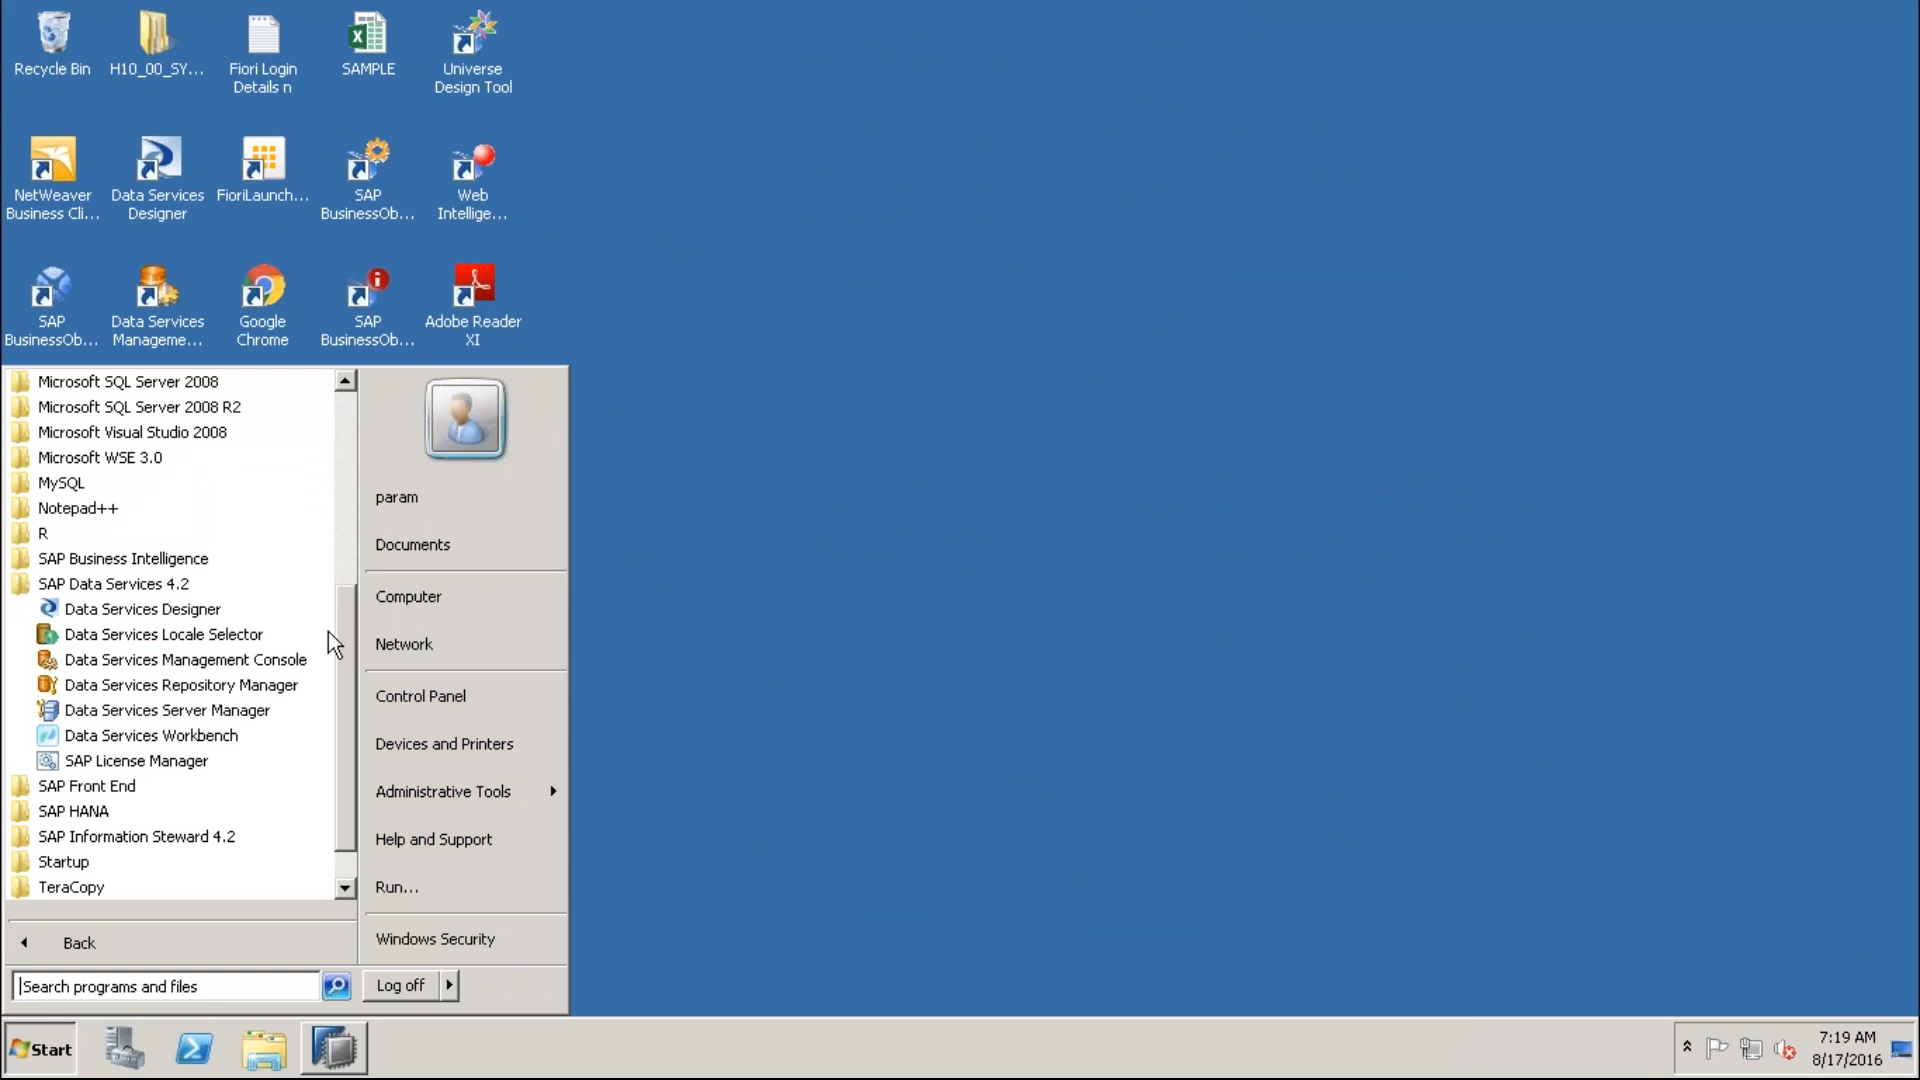 Recycle Bin
H10_00_SY...
Fiori Login
Details n
SAMPLE
Universe
Design Tool
NetWeaver
Business Cli...
Data Services
Designer
FioriLaunch...
SAP
BusinessOb...
Web
Intellige...
SAP
BusinessOb...
Data Services
Manageme...
Google
Chrome
SAP
BusinessOb...
Adobe Reader
XI
Microsoft SQL Server 2008
Microsoft SQL Server 2008 R2
Microsoft Visual Studio 2008
Microsoft WSE 3.0
MySQL
Notepad++
R
SAP Business Intelligence
SAP Data Services 4.2
Data Services Designer
Data Services Locale Selector
Data Services Management Console
Data Services Repository Manager
Data Services Server Manager
Data Services Workbench
SAP License Manager
SAP Front End
SAP HANA
SAP Information Steward 4.2
Startup
TeraCopy
Back
Search programs and files
param
Documents
Computer
Network
Control Panel
Devices and Printers
Administrative Tools
Help and Support
Run...
Windows Security
Log off
Start
7:19 AM
8/17/2016